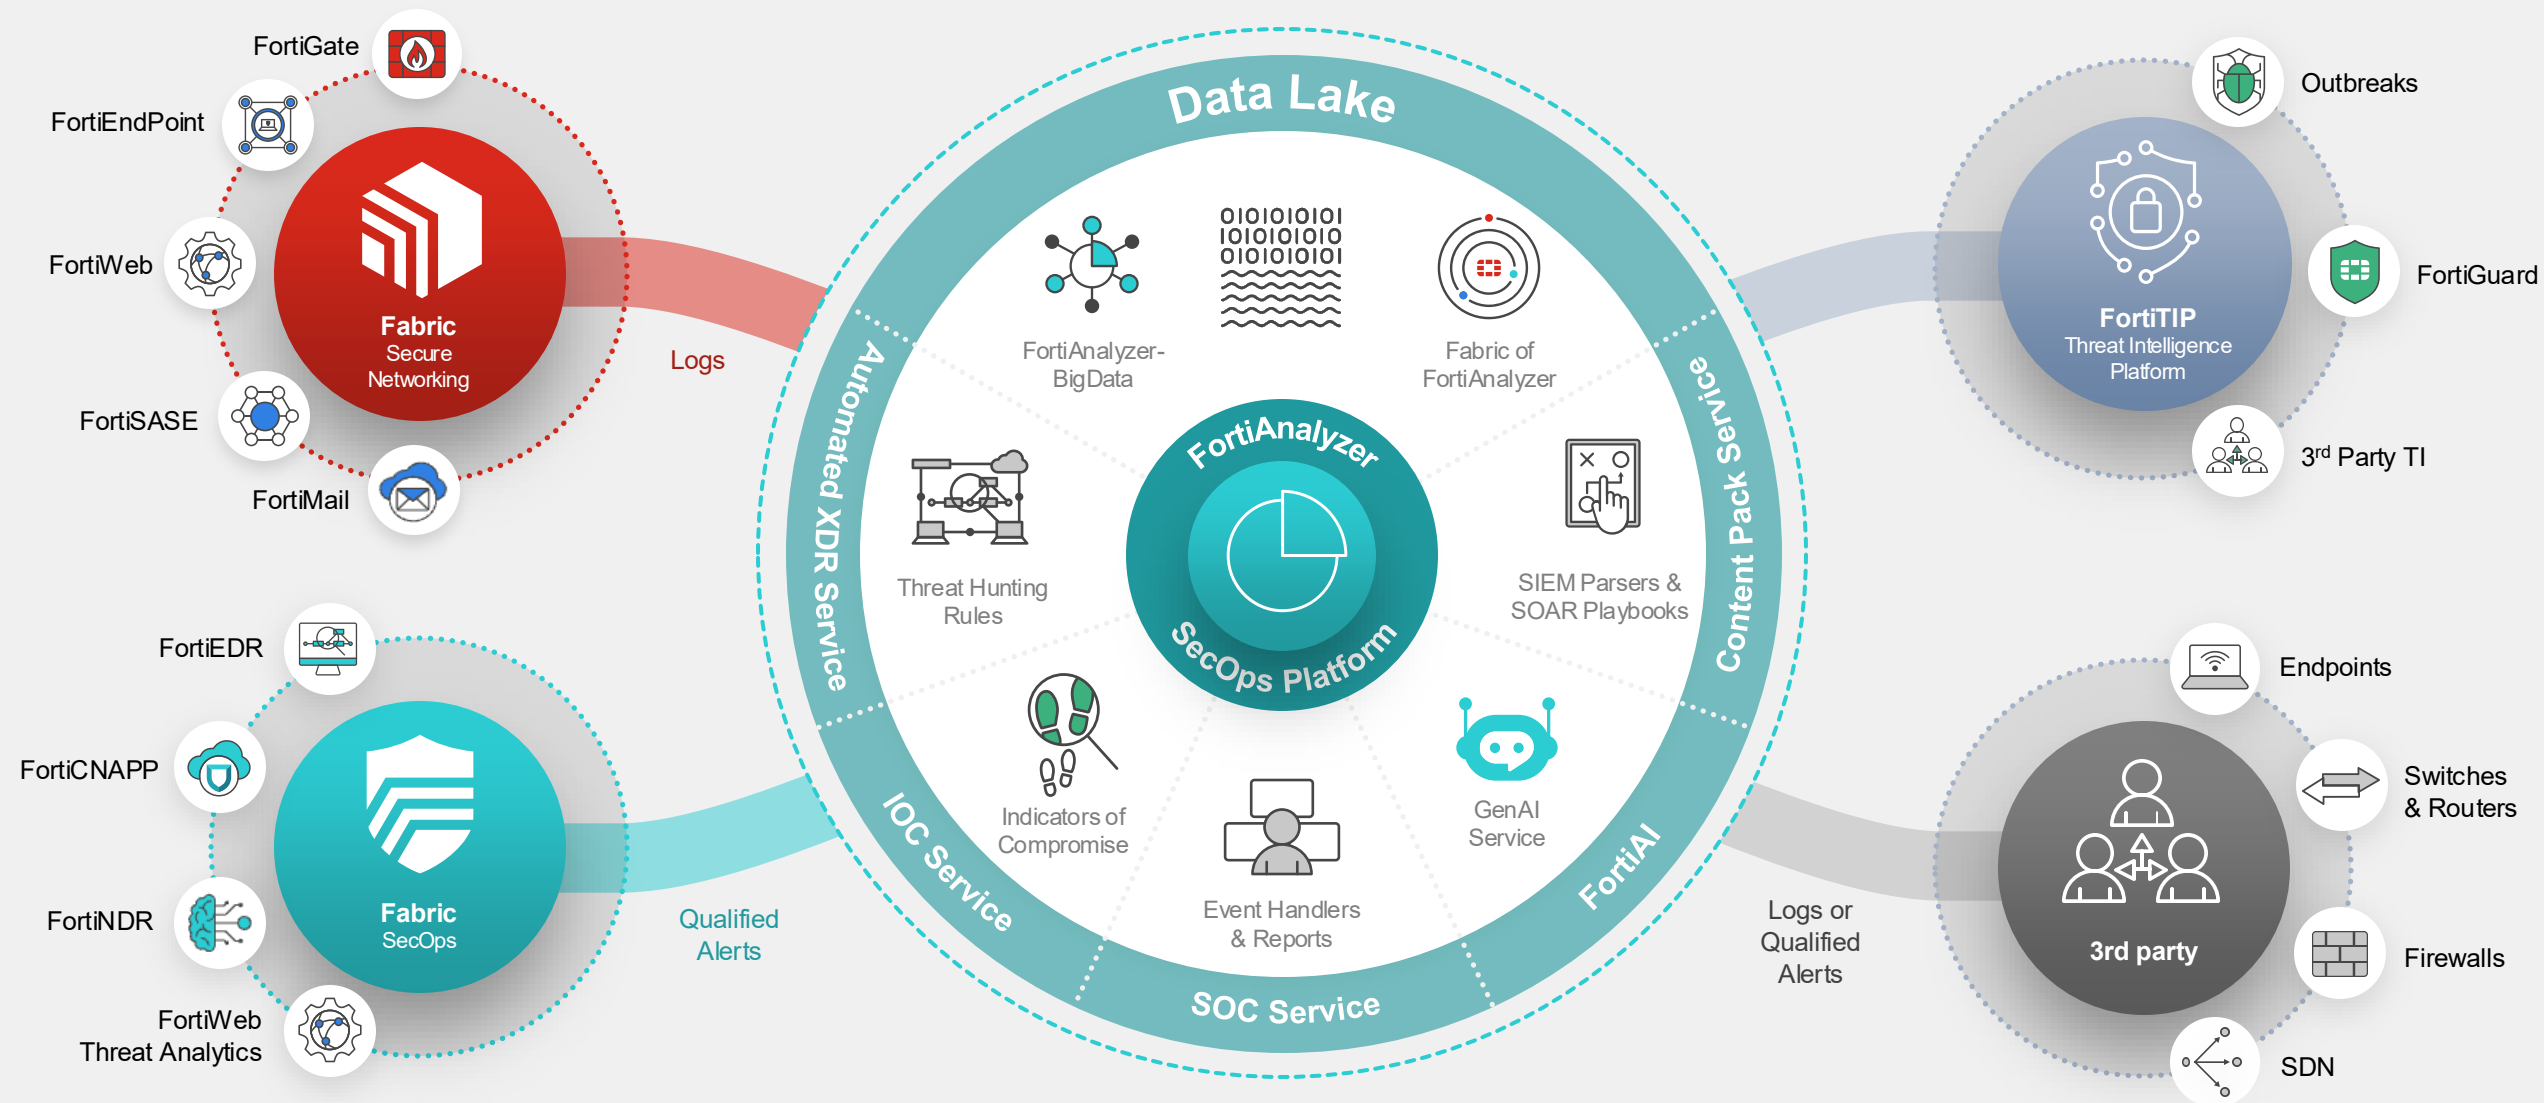 FortiGate
FortiEndPoint
FortiWeb
FortiSASE
FortiMail
Fabric
Secure
Networking
Logs
FortiEDR
FortiCNAPP
FortiNDR
FortiWeb
Threat Analytics
Fabric
SecOps
Qualified
Alerts
Data Lake
Automated XDR Service
Content Pack Service
IOC Service
SOC Service
FortiAI
01010101
10101010
01010101
FortiAnalyzer-
BigData
Fabric of
FortiAnalyzer
Threat Hunting
Rules
SIEM Parsers &
SOAR Playbooks
Indicators of
Compromise
GenAI
Service
Event Handlers
& Reports
FortiAnalyzer
SecOps Platform
Outbreaks
FortiGuard
3rd Party TI
FortiTIP
Threat Intelligence
Platform
Endpoints
Switches
& Routers
Firewalls
SDN
3rd party
Logs or
Qualified
Alerts